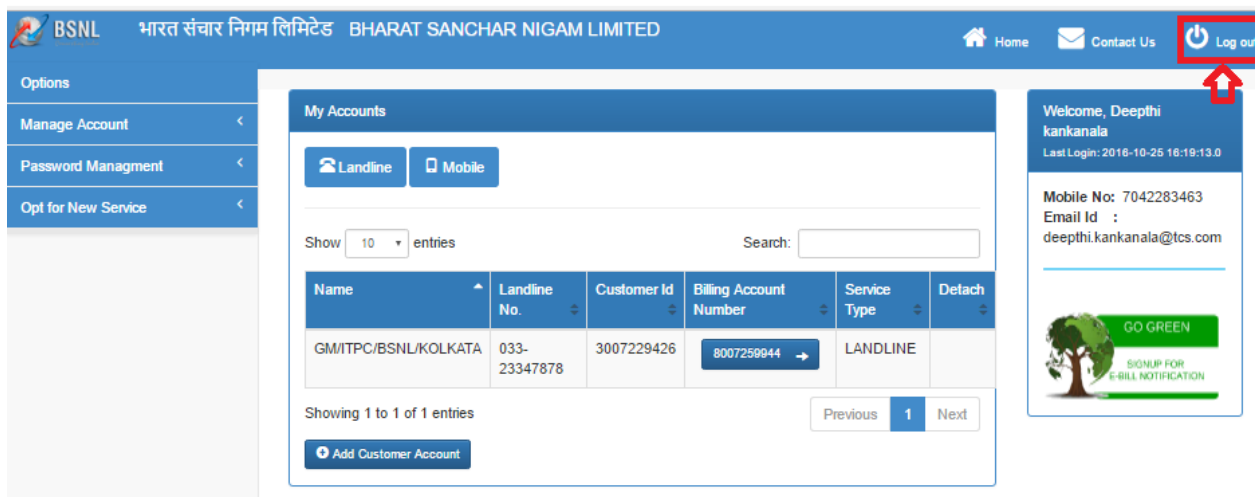 BSNL
भारत संचार निगम लिमिटेड BHARAT SANCHAR NIGAM LIMITED
Home
Contact Us
Log out
Options
Manage Account
Password Managment
Opt for New Service
My Accounts
Landline
Mobile
Show 10 entries
Search:
Name
Landline No.
Customer Id
Billing Account Number
Service Type
Detach
GM/ITPC/BSNL/KOLKATA
033-
23347878
3007229426
8007259944
LANDLINE
Showing 1 to 1 of 1 entries
Previous 1 Next
Add Customer Account
Welcome, Deepthi
kankanala
Last Login: 2016-10-25 16:19:13.0
Mobile No: 7042283463
Email Id :
deepthi.kankanala@tcs.com
GO GREEN
SIGNUP FOR
E-BILL NOTIFICATION